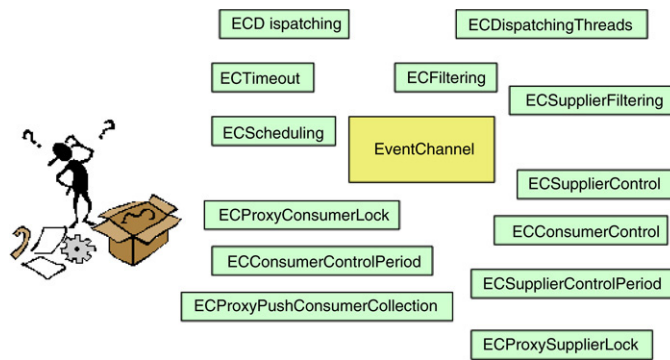 ECD ispatching
ECDispatchingThreads
ECTimeout
ECFiltering
ECSupplierFiltering
ECScheduling
EventChannel
ECSupplierControl
ECProxyConsumerLock
ECConsumerControl
ECConsumerControlPeriod
ECSupplierControlPeriod
ECProxyPushConsumerCollection
ECProxySupplierLock